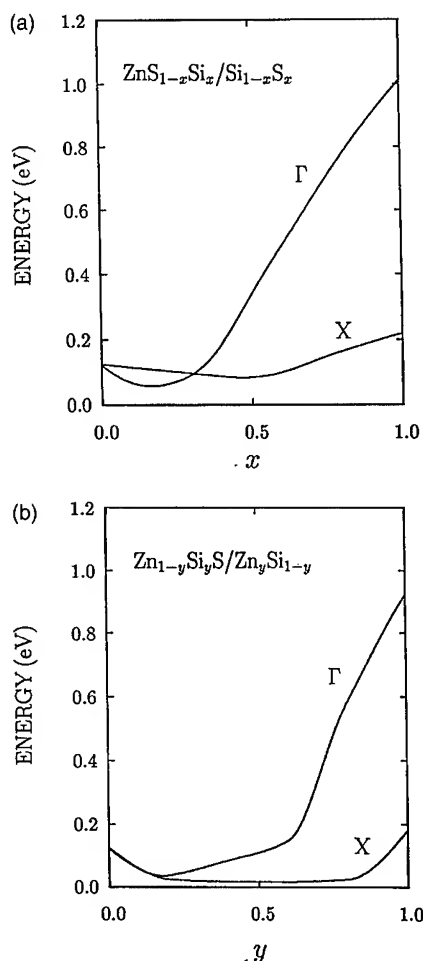 (a)
1.2
ZnS₁₋ₓSiₓ/Si₁₋ₓSₓ
1.0
0.8
Γ
0.6
ENERGY (eV)
0.4
X
0.2
0.0
0.0 0.5 1.0
x
(b)
1.2
Zn₁₋ᵧSiᵧS/ZnᵧSi₁₋ᵧ
1.0
0.8
Γ
0.6
ENERGY (eV)
0.4
0.2
X
0.0
0.0 0.5 1.0
y